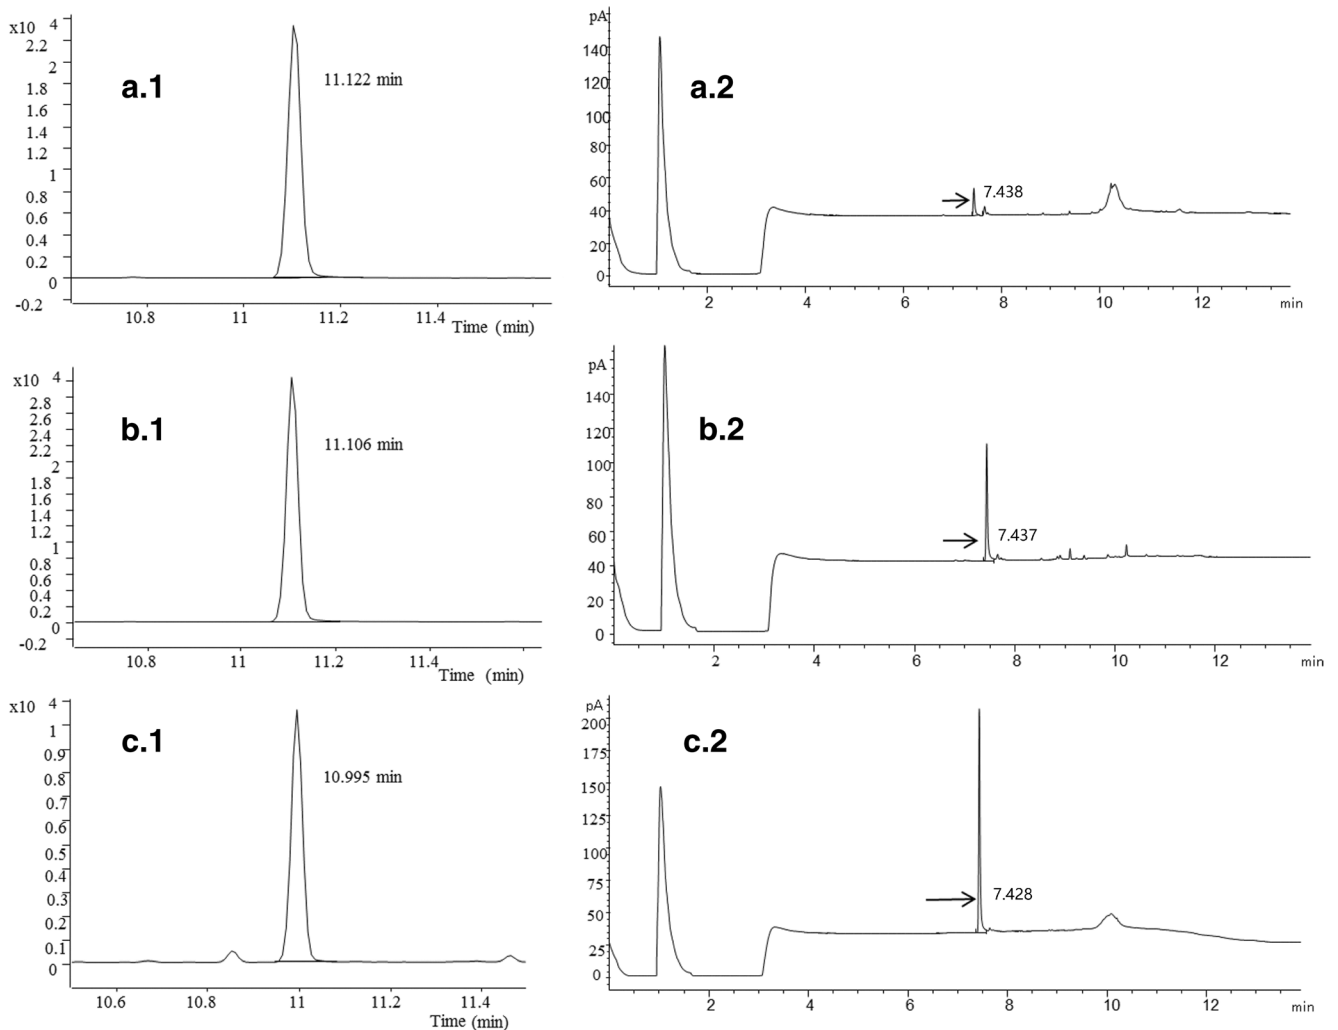 x10 4
2.2
2
1.8
1.6
1.4
1.2
1
0.8
0.6
0.4
0.2
0
-0.2
a.1
11.122 min
10.8 11 11.2 11.4
Time (min)
pA
140
120
100
80
60
40
20
0
a.2
7.438
2 4 6 8 10 12 min
x10 4
2.8
2.6
2.4
2.2
2
1.8
1.6
1.4
1.2
1
0.8
0.6
0.4
0.2
0
-0.2
b.1
11.106 min
10.8 11 11.2 11.4
Time (min)
pA
140
120
100
80
60
40
20
0
b.2
7.437
2 4 6 8 10 12 min
x10 4
1
0.9
0.8
0.7
0.6
0.5
0.4
0.3
0.2
0.1
0
c.1
10.995 min
10.6 10.8 11 11.2 11.4
Time (min)
pA
200
175
150
125
100
75
50
25
0
c.2
7.428
2 4 6 8 10 12 min